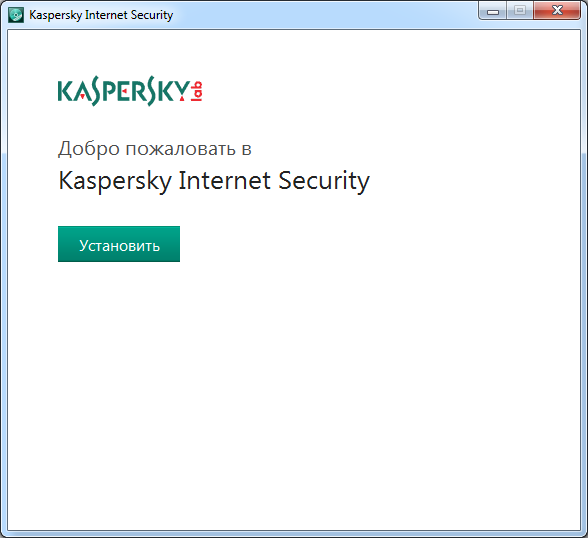 Kaspersky Internet Security
KASPERSKY lab
Добро пожаловать в
Kaspersky Internet Security
Установить